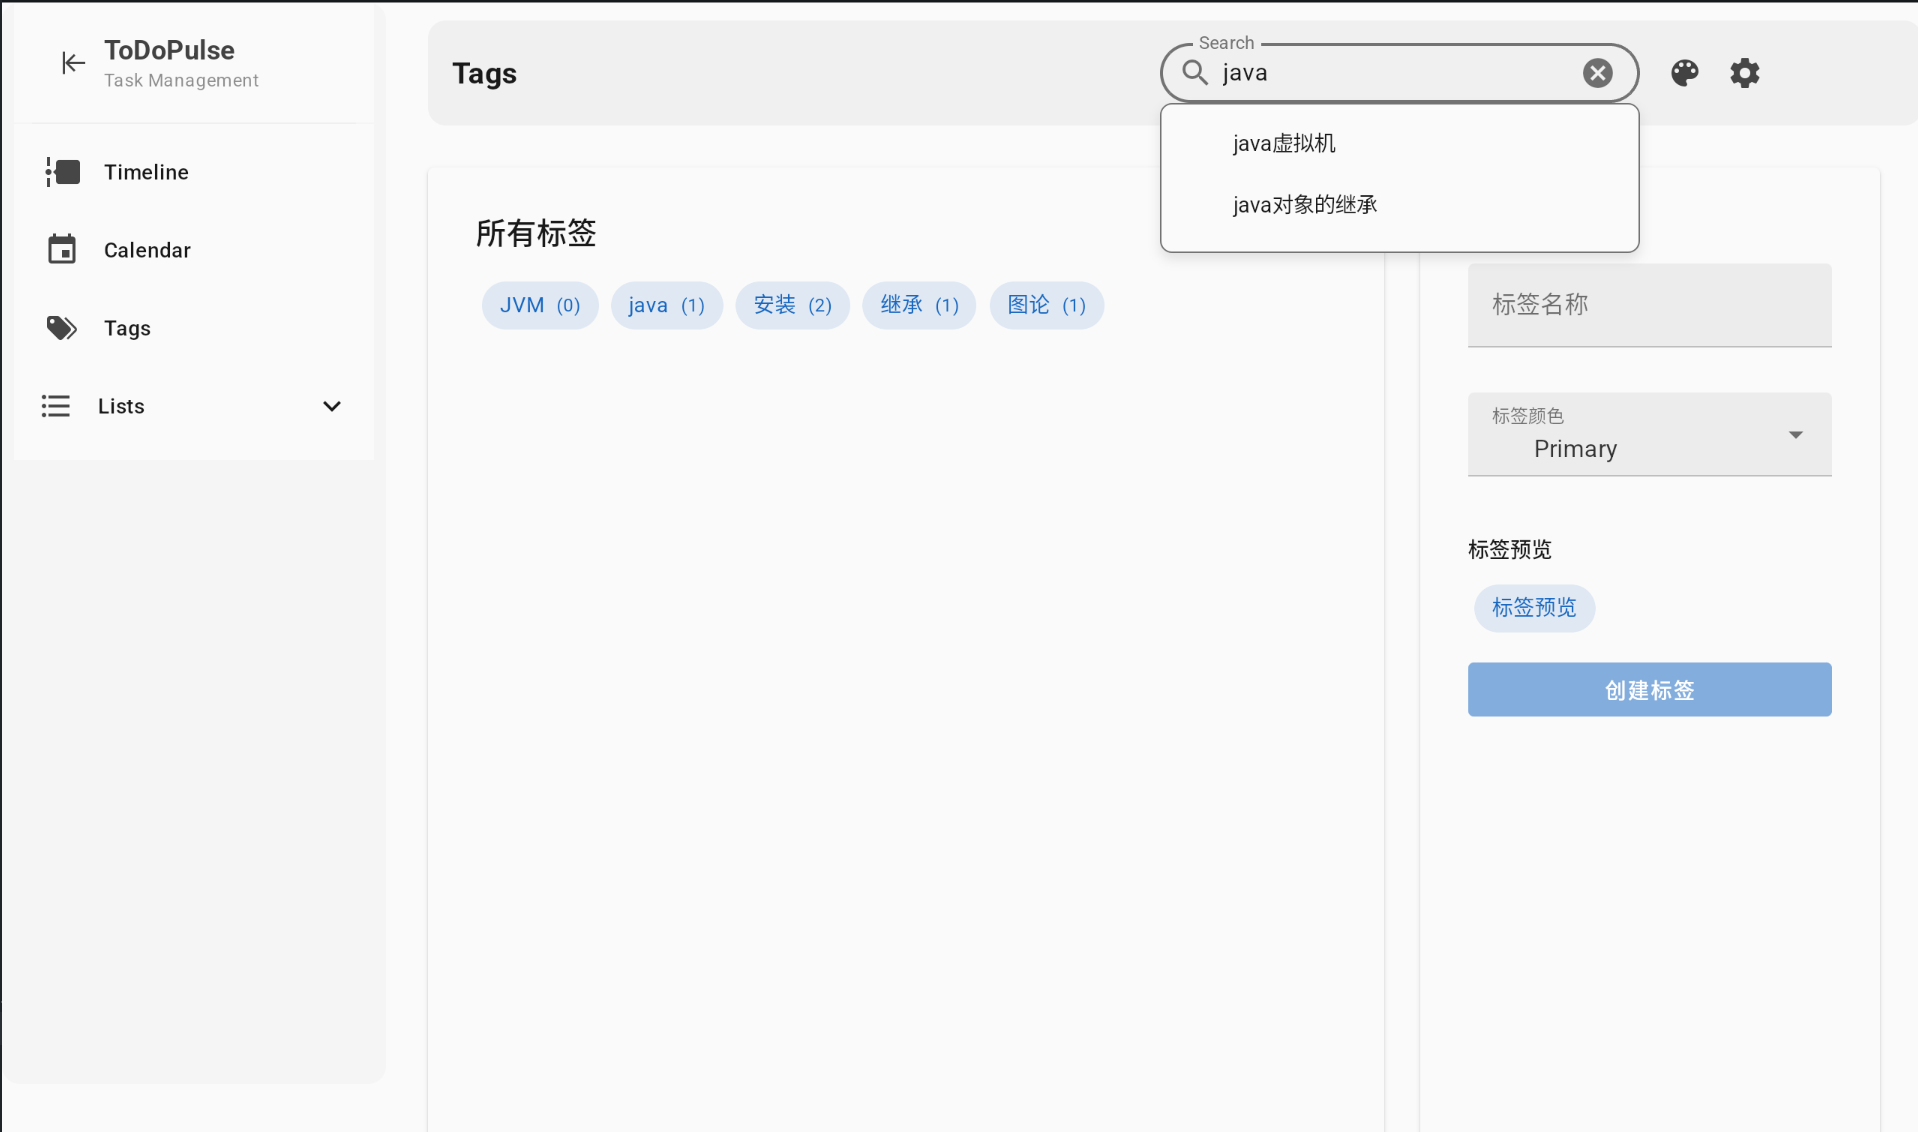 ToDoPulse
Task Management
Timeline
Calendar
Tags
Lists
Tags
Search
java
java虚拟机
java对象的继承
所有标签
JVM (0)
java (1)
安装 (2)
继承 (1)
图论 (1)
标签名称
标签颜色
Primary
标签预览
标签预览
创建标签